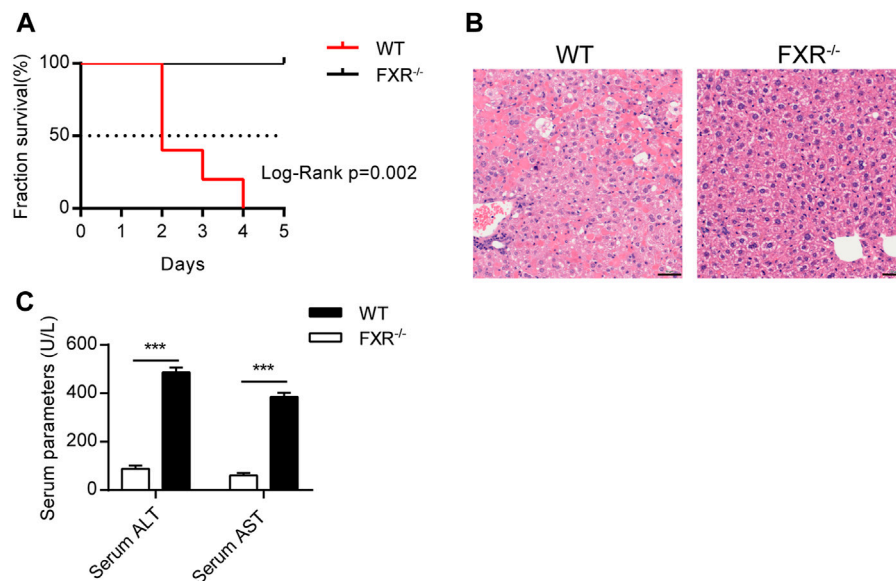 A
WT
FXR-/-
Fraction survival(%)
100
50
0
Log-Rank p=0.002
0 1 2 3 4 5
Days
B
WT FXR-/-
C
WT
FXR-/-
Serum parameters (U/L)
600
400
200
0
*** ***
Serum ALT
Serum AST